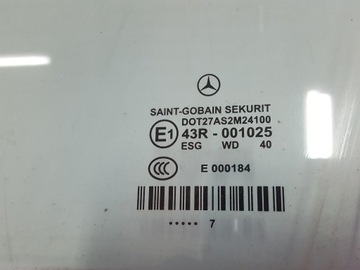 SAINT-GOBAIN SEKURIT
DOT27AS2M24100
E1 43R - 001025
ESG WD 40
CCC E 000184
..... 7